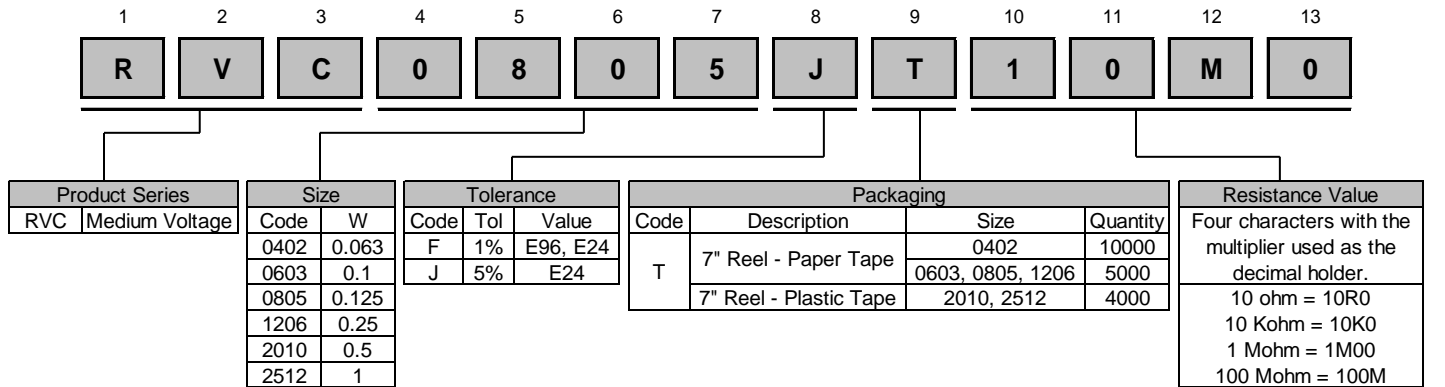 1 2 3 4 5 6 7 8 9 10 11 12 13
R V C 0 8 0 5 J T 1 0 M 0
Product Series
RVC Medium Voltage
Size
Code W
0402 0.063
0603 0.1
0805 0.125
1206 0.25
2010 0.5
2512 1
Tolerance
Code Tol Value
F 1% E96, E24
J 5% E24
Packaging
Code Description Size Quantity
T 7" Reel - Paper Tape 0402 10000
0603, 0805, 1206 5000
7" Reel - Plastic Tape 2010, 2512 4000
Resistance Value
Four characters with the
multiplier used as the
decimal holder.
10 ohm = 10R0
10 Kohm = 10K0
1 Mohm = 1M00
100 Mohm = 100M